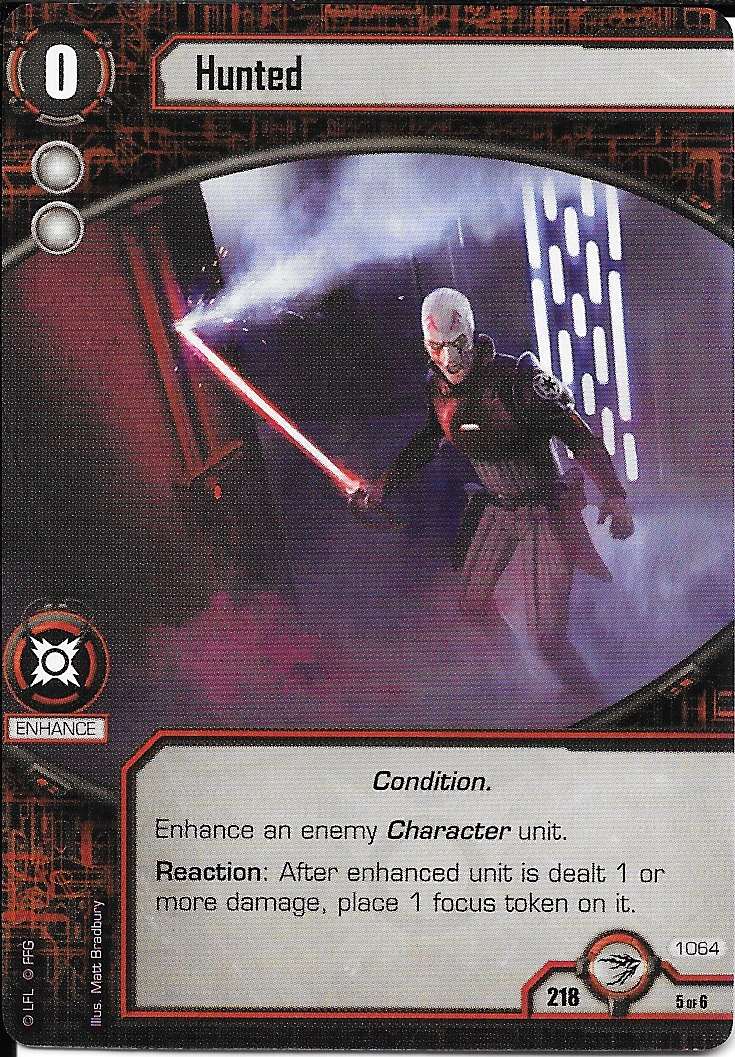 0
Hunted
ENHANCE
Condition.
Enhance an enemy Character unit.
Reaction: After enhanced unit is dealt 1 or
more damage, place 1 focus token on it.
1064
218
5 OF 6
© LFL © FFG
Illus. Matt Bradbury